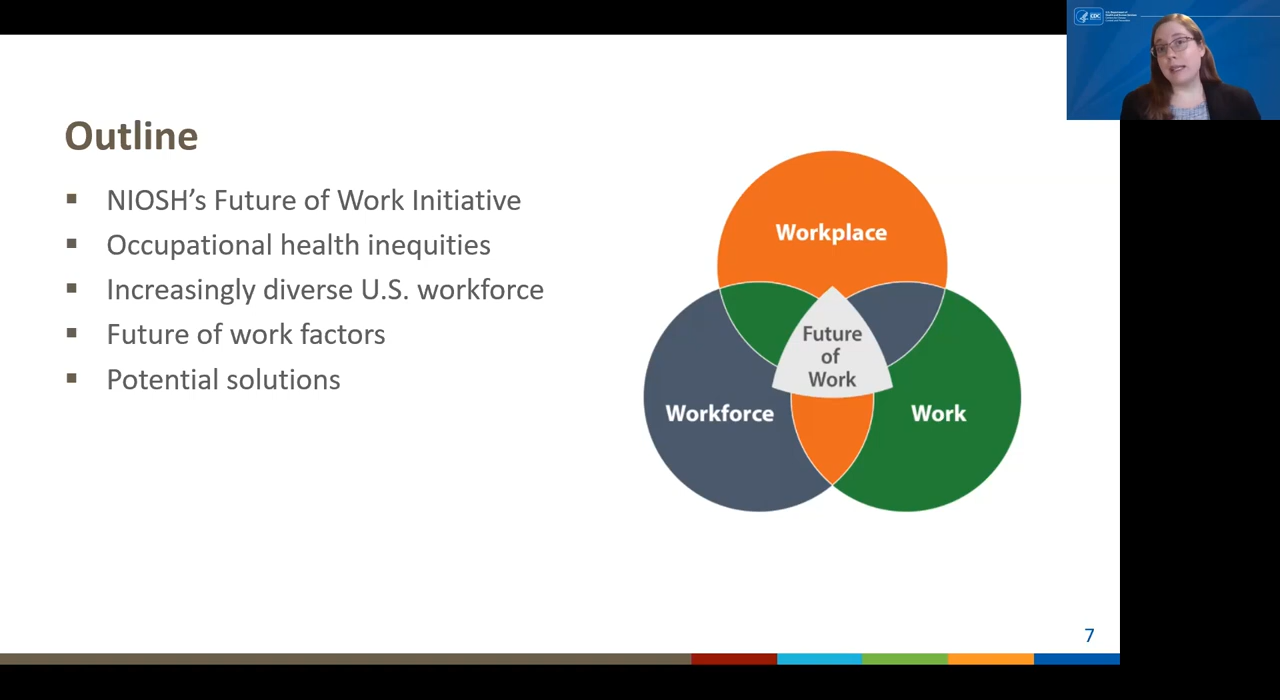 CDC
Outline
▪ NIOSH’s Future of Work Initiative
▪ Occupational health inequities
▪ Increasingly diverse U.S. workforce
▪ Future of work factors
▪ Potential solutions
Workplace
Future
of
Work
Workforce
Work
7